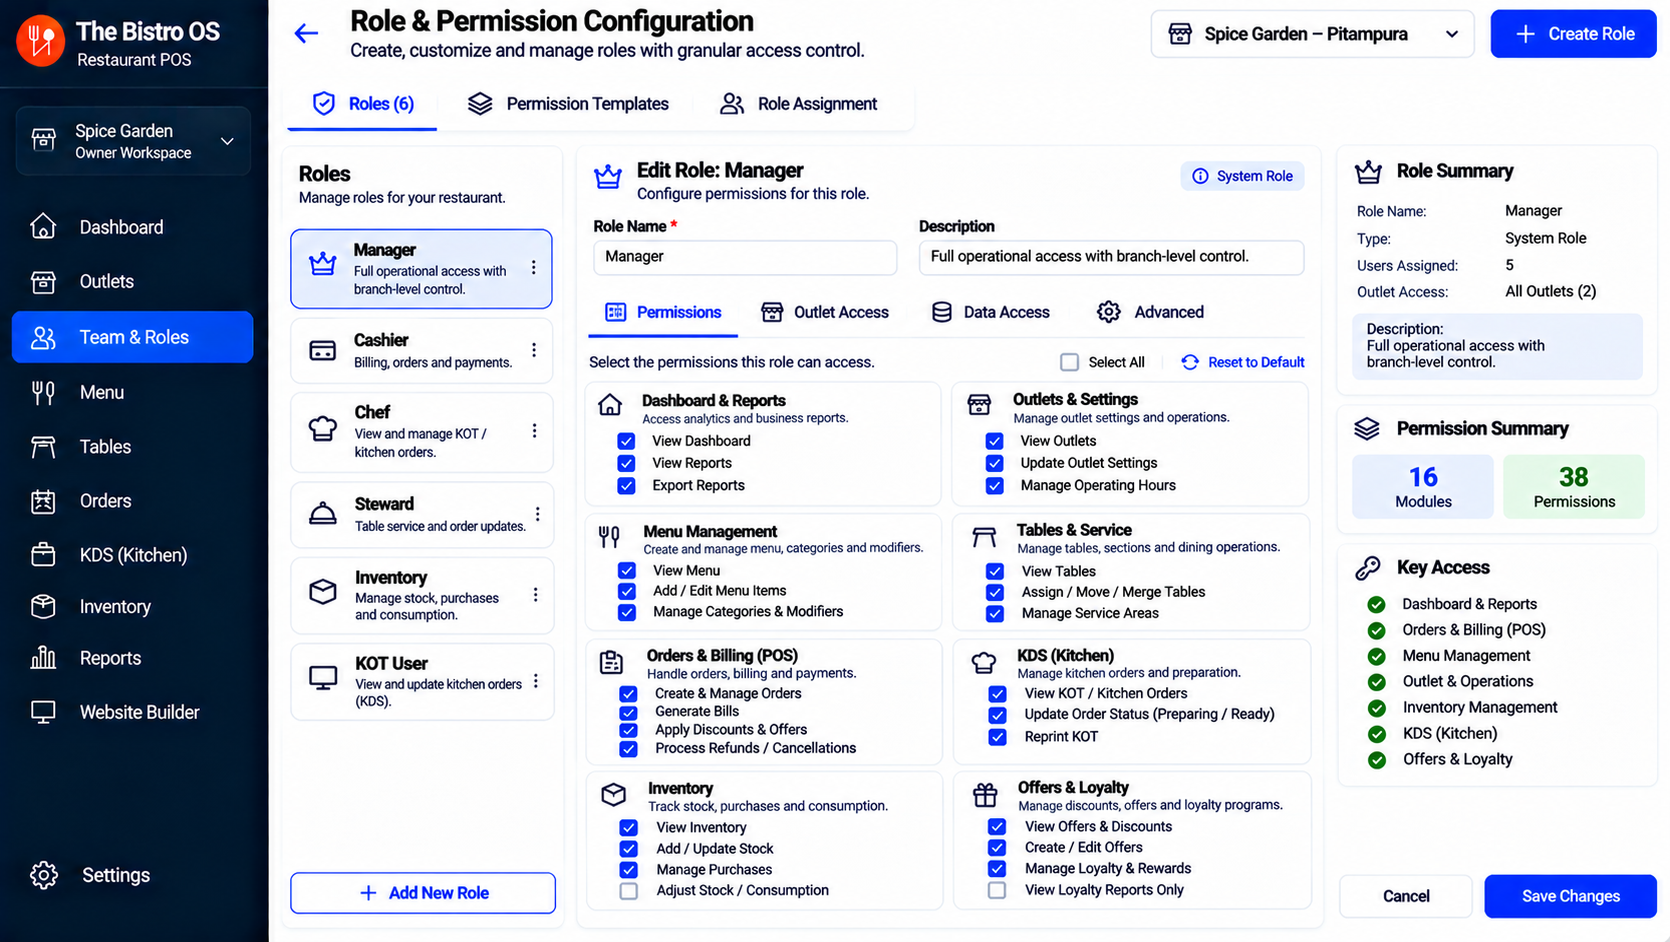 The Bistro OS
Restaurant POS
Spice Garden
Owner Workspace
Dashboard
Outlets
Team & Roles
Menu
Tables
Orders
KDS (Kitchen)
Inventory
Reports
Website Builder
Settings
Role & Permission Configuration
Create, customize and manage roles with granular access control.
Spice Garden – Pitampura
Create Role
Roles (6)
Permission Templates
Role Assignment
Roles
Manage roles for your restaurant.
Manager
Full operational access with
branch-level control.
Cashier
Billing, orders and payments.
Chef
View and manage KOT /
kitchen orders.
Steward
Table service and order updates.
Inventory
Manage stock, purchases
and consumption.
KOT User
View and update kitchen orders
(KDS).
+ Add New Role
Edit Role: Manager
Configure permissions for this role.
System Role
Role Name *
Manager
Description
Full operational access with branch-level control.
Permissions
Outlet Access
Data Access
Advanced
Select the permissions this role can access.
Select All
Reset to Default
Dashboard & Reports
Access analytics and business reports.
View Dashboard
View Reports
Export Reports
Outlets & Settings
Manage outlet settings and operations.
View Outlets
Update Outlet Settings
Manage Operating Hours
Menu Management
Create and manage menu, categories and modifiers.
View Menu
Add / Edit Menu Items
Manage Categories & Modifiers
Tables & Service
Manage tables, sections and dining operations.
View Tables
Assign / Move / Merge Tables
Manage Service Areas
Orders & Billing (POS)
Handle orders, billing and payments.
Create & Manage Orders
Generate Bills
Apply Discounts & Offers
Process Refunds / Cancellations
KDS (Kitchen)
Manage kitchen orders and preparation.
View KOT / Kitchen Orders
Update Order Status (Preparing / Ready)
Reprint KOT
Inventory
Track stock, purchases and consumption.
View Inventory
Add / Update Stock
Manage Purchases
Adjust Stock / Consumption
Offers & Loyalty
Manage discounts, offers and loyalty programs.
View Offers & Discounts
Create / Edit Offers
Manage Loyalty & Rewards
View Loyalty Reports Only
Role Summary
Role Name: Manager
Type: System Role
Users Assigned: 5
Outlet Access: All Outlets (2)
Description:
Full operational access with
branch-level control.
Permission Summary
16
Modules
38
Permissions
Key Access
Dashboard & Reports
Orders & Billing (POS)
Menu Management
Outlet & Operations
Inventory Management
KDS (Kitchen)
Offers & Loyalty
Cancel
Save Changes